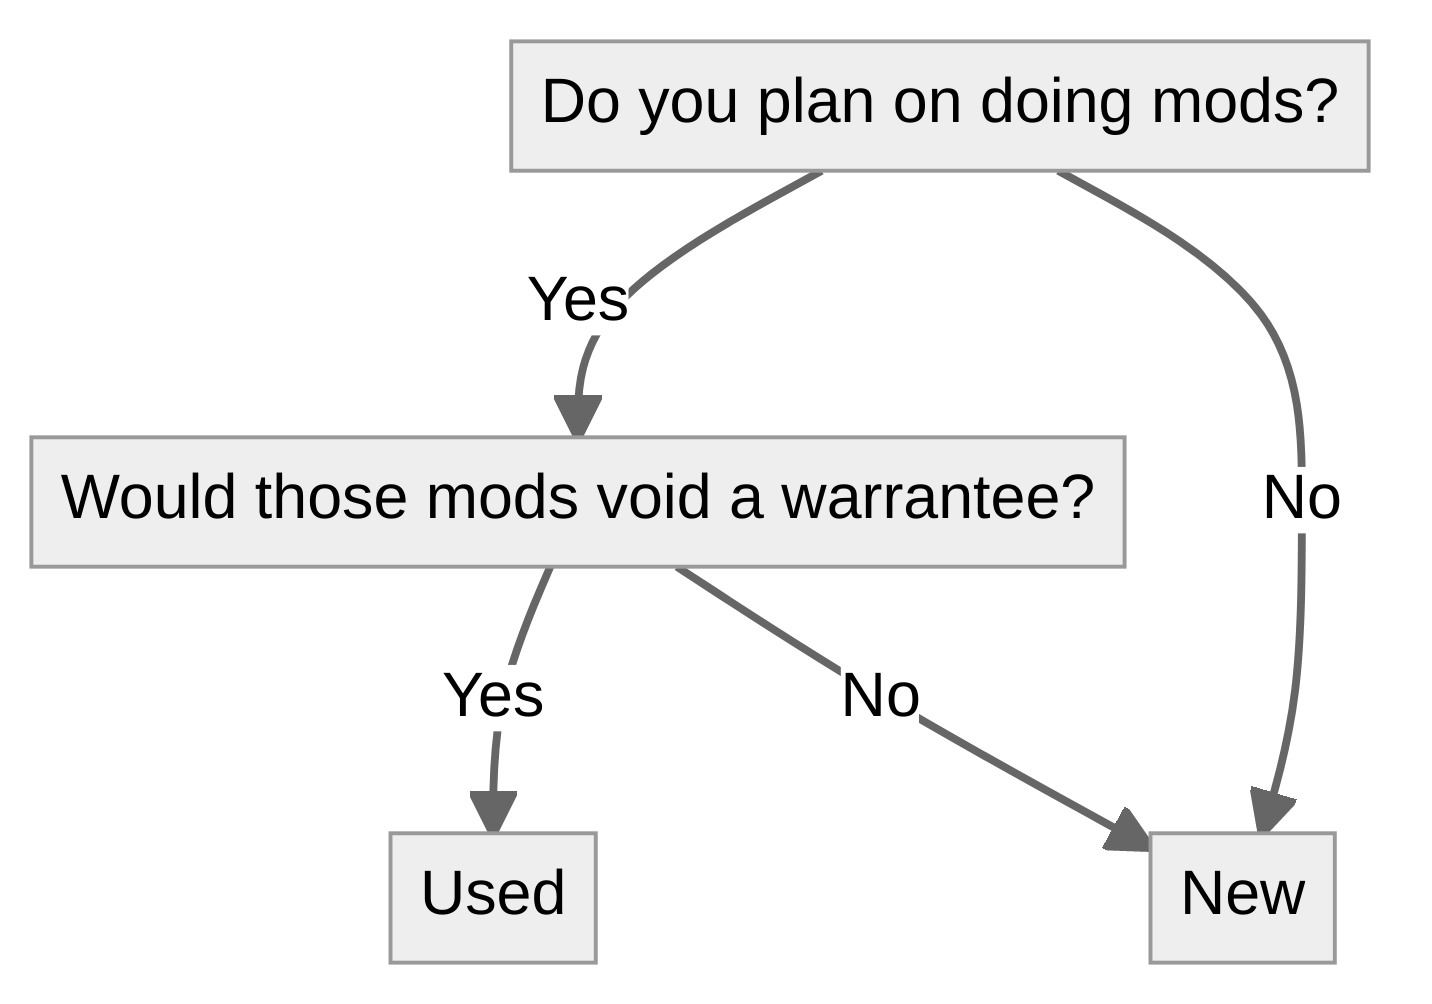 Do you plan on doing mods?
Yes
Would those mods void a warrantee?
No
Yes
No
Used
New